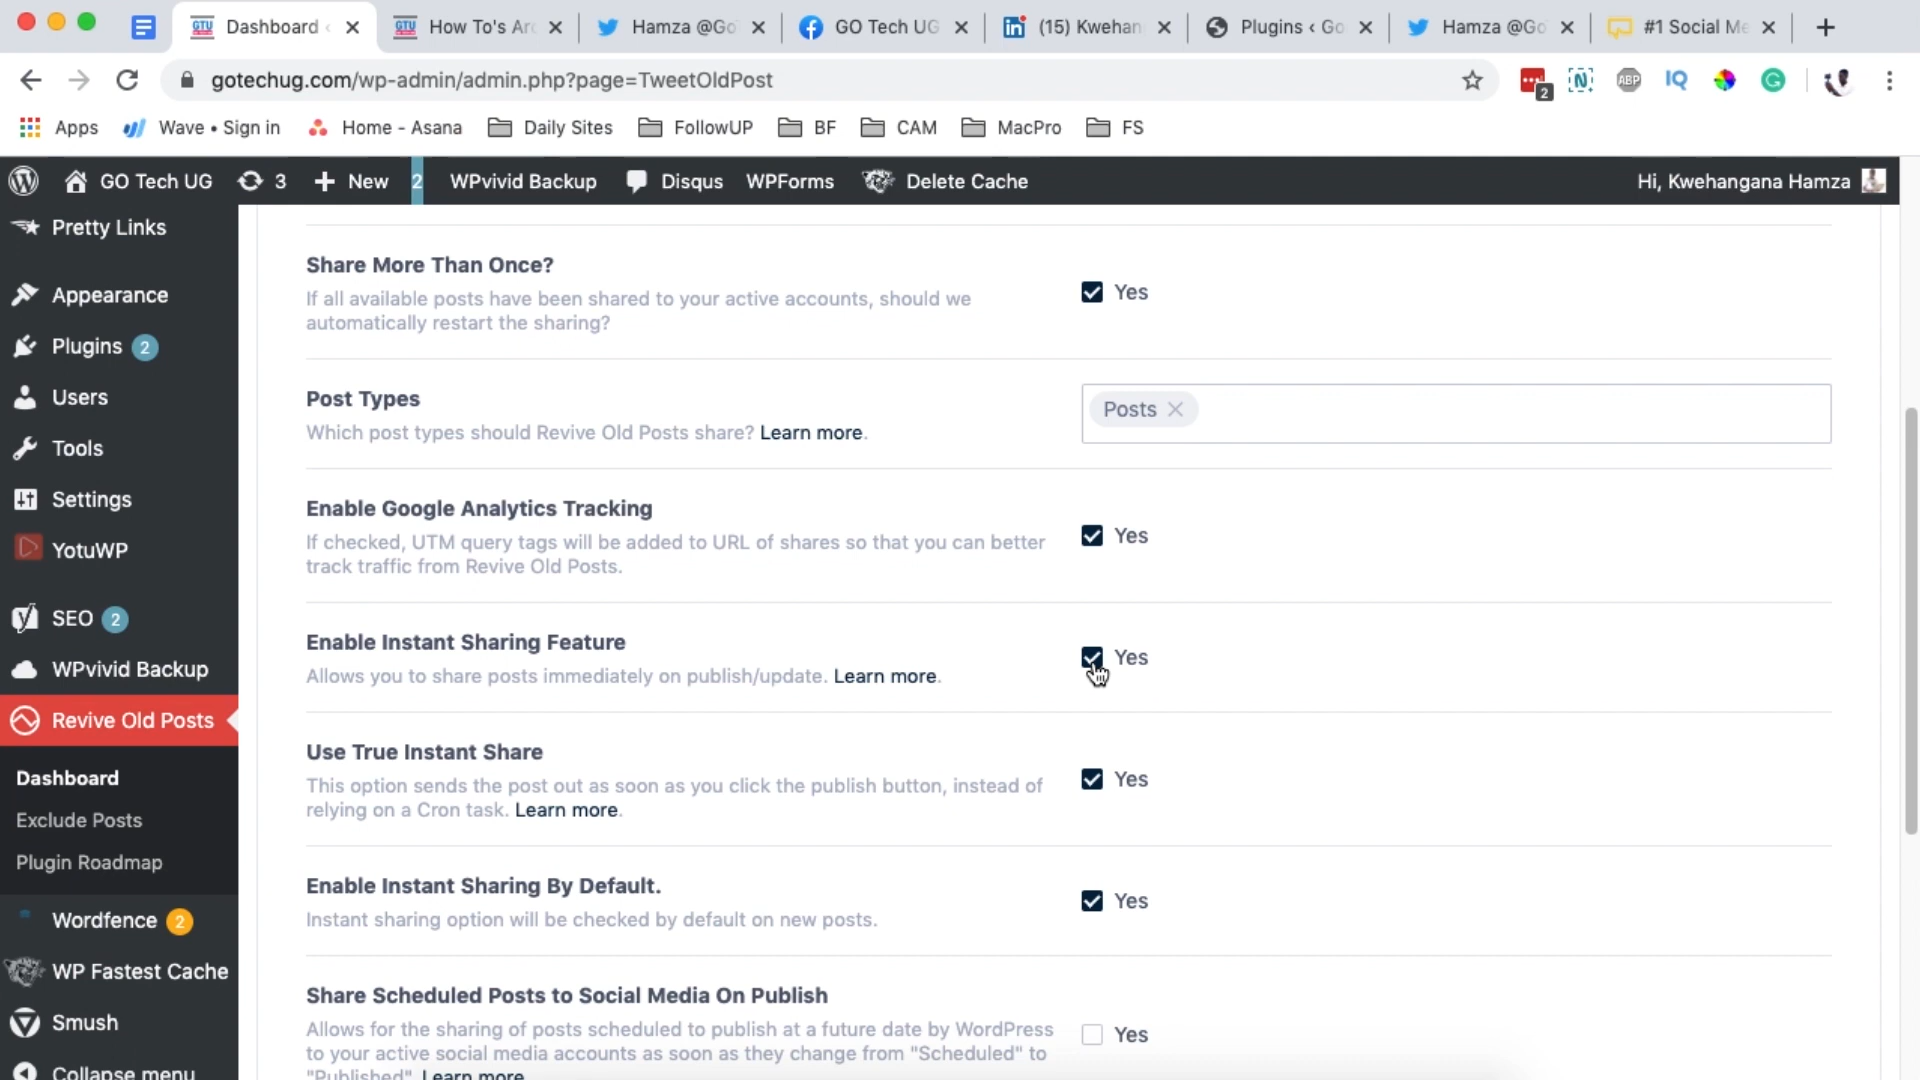 Dashboard
How To's Ar
Hamza @Go
GO Tech UG
(15) Kwehan
Plugins ‹ Go
Hamza @Go
#1 Social Me
gotechug.com/wp-admin/admin.php?page=TweetOldPost
2
ABP
IQ
Apps
Wave • Sign in
Home - Asana
Daily Sites
FollowUP
BF
CAM
MacPro
FS
GO Tech UG
3
New
2
WPvivid Backup
Disqus
WPForms
Delete Cache
Hi, Kwehangana Hamza
Pretty Links
Appearance
Plugins 2
Users
Tools
Settings
YotuWP
SEO 2
WPvivid Backup
Revive Old Posts
Dashboard
Exclude Posts
Plugin Roadmap
Wordfence 2
WP Fastest Cache
Smush
Collapse menu
Share More Than Once?
If all available posts have been shared to your active accounts, should we
automatically restart the sharing?
Yes
Post Types
Which post types should Revive Old Posts share? Learn more.
Posts
Enable Google Analytics Tracking
If checked, UTM query tags will be added to URL of shares so that you can better
track traffic from Revive Old Posts.
Yes
Enable Instant Sharing Feature
Allows you to share posts immediately on publish/update. Learn more.
Yes
Use True Instant Share
This option sends the post out as soon as you click the publish button, instead of
relying on a Cron task. Learn more.
Yes
Enable Instant Sharing By Default.
Instant sharing option will be checked by default on new posts.
Yes
Share Scheduled Posts to Social Media On Publish
Allows for the sharing of posts scheduled to publish at a future date by WordPress
to your active social media accounts as soon as they change from "Scheduled" to
"Published". Learn more
Yes